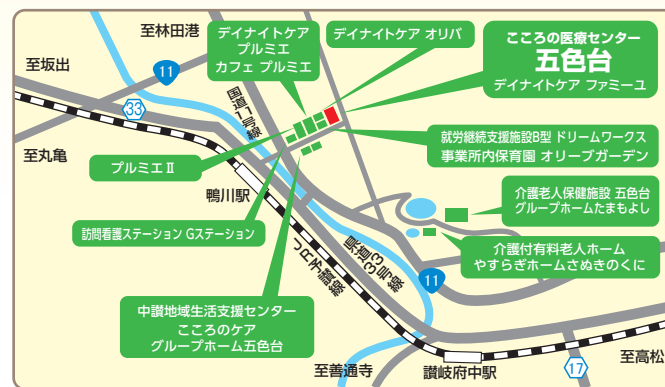 至林田港
デイナイトケア
プルミエ
カフェ プルミエ
デイナイトケア オリバ
こころの医療センター
五色台
デイナイトケア ファミーユ
至坂出
11
33
国道11号線
至丸亀
就労継続支援施設B型 ドリームワークス
事業所内保育園 オリーブガーデン
プルミエⅡ
鴨川駅
介護老人保健施設 五色台
グループホームたまもよし
訪問看護ステーション Gステーション
介護付有料老人ホーム
やすらぎホームさぬきのくに
JR予讃線
県道33号線
11
中讃地域生活支援センター
こころのケア
グループホーム五色台
至善通寺
讃岐府中駅
17
至高松